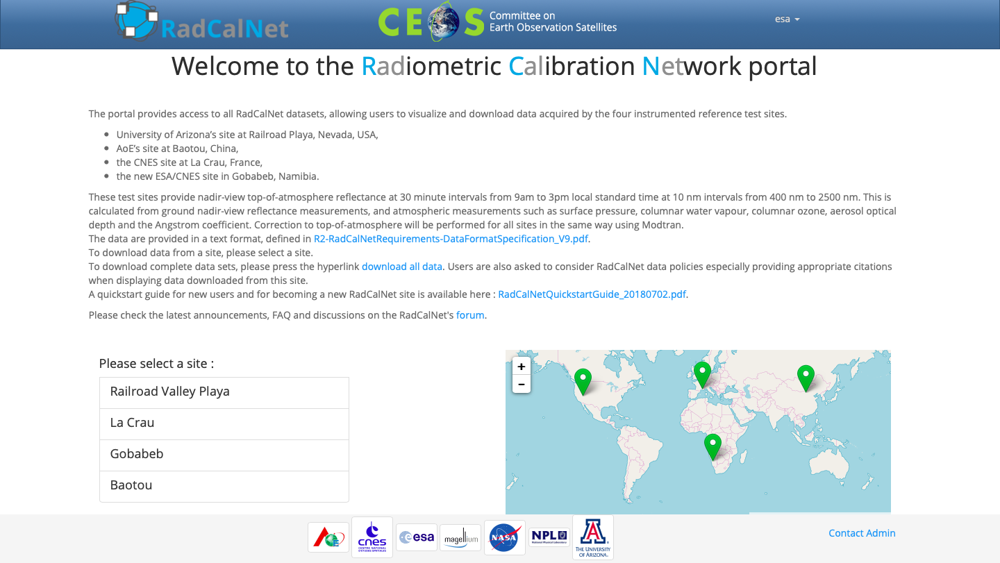 RadCalNet
CEOS
Committee on
Earth Observation Satellites
esa
Welcome to the Radiometric Calibration Network portal
The portal provides access to all RadCalNet datasets, allowing users to visualize and download data acquired by the four instrumented reference test sites.
• University of Arizona's site at Railroad Playa, Nevada, USA,
• AoE's site at Baotou, China,
• the CNES site at La Crau, France,
• the new ESA/CNES site in Gobabeb, Namibia.
These test sites provide nadir-view top-of-atmosphere reflectance at 30 minute intervals from 9am to 3pm local standard time at 10 nm intervals from 400 nm to 2500 nm. This is
calculated from ground nadir-view reflectance measurements, and atmospheric measurements such as surface pressure, columnar water vapour, columnar ozone, aerosol optical
depth and the Angstrom coefficient. Correction to top-of-atmosphere will be performed for all sites in the same way using Modtran.
The data are provided in a text format, defined in R2-RadCalNetRequirements-DataFormatSpecification_V9.pdf.
To download data from a site, please select a site.
To download complete data sets, please press the hyperlink download all data. Users are also asked to consider RadCalNet data policies especially providing appropriate citations
when displaying data downloaded from this site.
A quickstart guide for new users and for becoming a new RadCalNet site is available here : RadCalNetQuickstartGuide_20180702.pdf.
Please check the latest announcements, FAQ and discussions on the RadCalNet's forum.
Please select a site :
Railroad Valley Playa
La Crau
Gobabeb
Baotou
+
−
AOE
cnes
CENTRE NATIONAL
D'ÉTUDES SPATIALES
esa
magellium
NASA
NPL
National Physical Laboratory
A
THE UNIVERSITY
OF ARIZONA.
Contact Admin